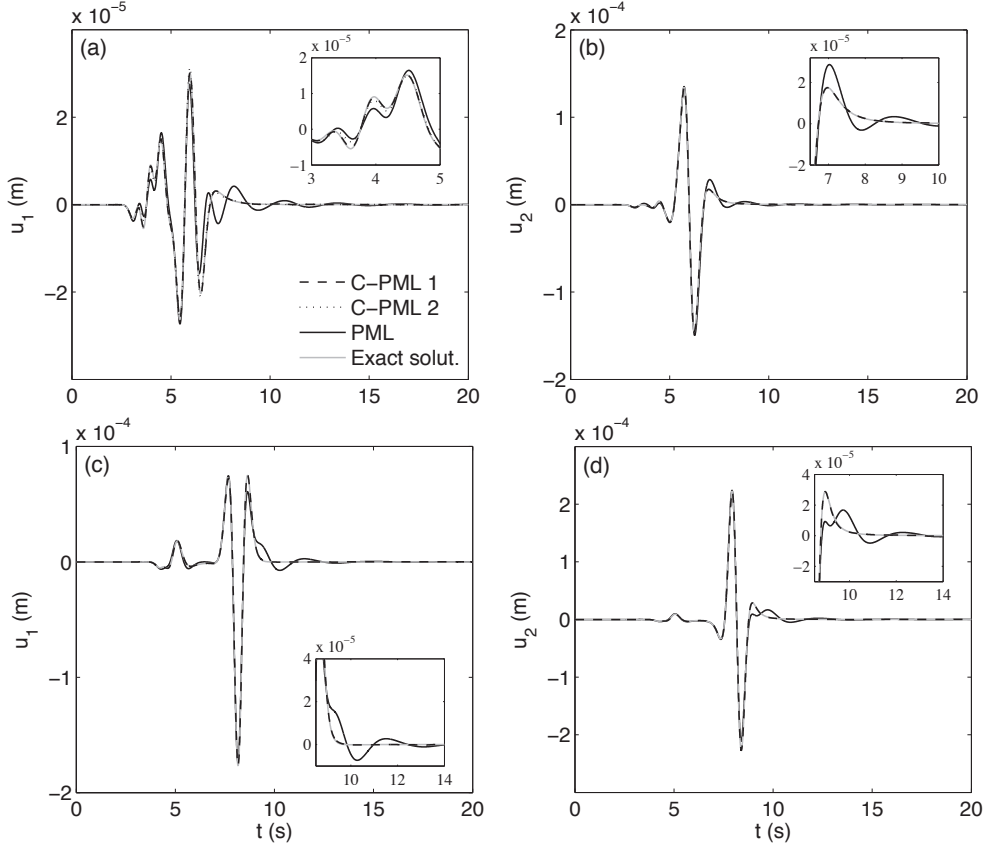 x 10⁻⁵
(a)
u₁ (m)
2
0
−2
0 5 10 15 20
x 10⁻⁵
2
1
0
−1
3 4 5
C−PML 1
C−PML 2
PML
Exact solut.
x 10⁻⁴
(b)
u₂ (m)
2
1
0
−1
−2
0 5 10 15 20
x 10⁻⁵
2
0
−2
7 8 9 10
x 10⁻⁴
(c)
u₁ (m)
1
0
−1
−2
0 5 10 15 20
t (s)
x 10⁻⁵
4
2
0
10 12 14
x 10⁻⁴
(d)
u₂ (m)
2
1
0
−1
−2
0 5 10 15 20
t (s)
x 10⁻⁵
4
2
0
−2
10 12 14